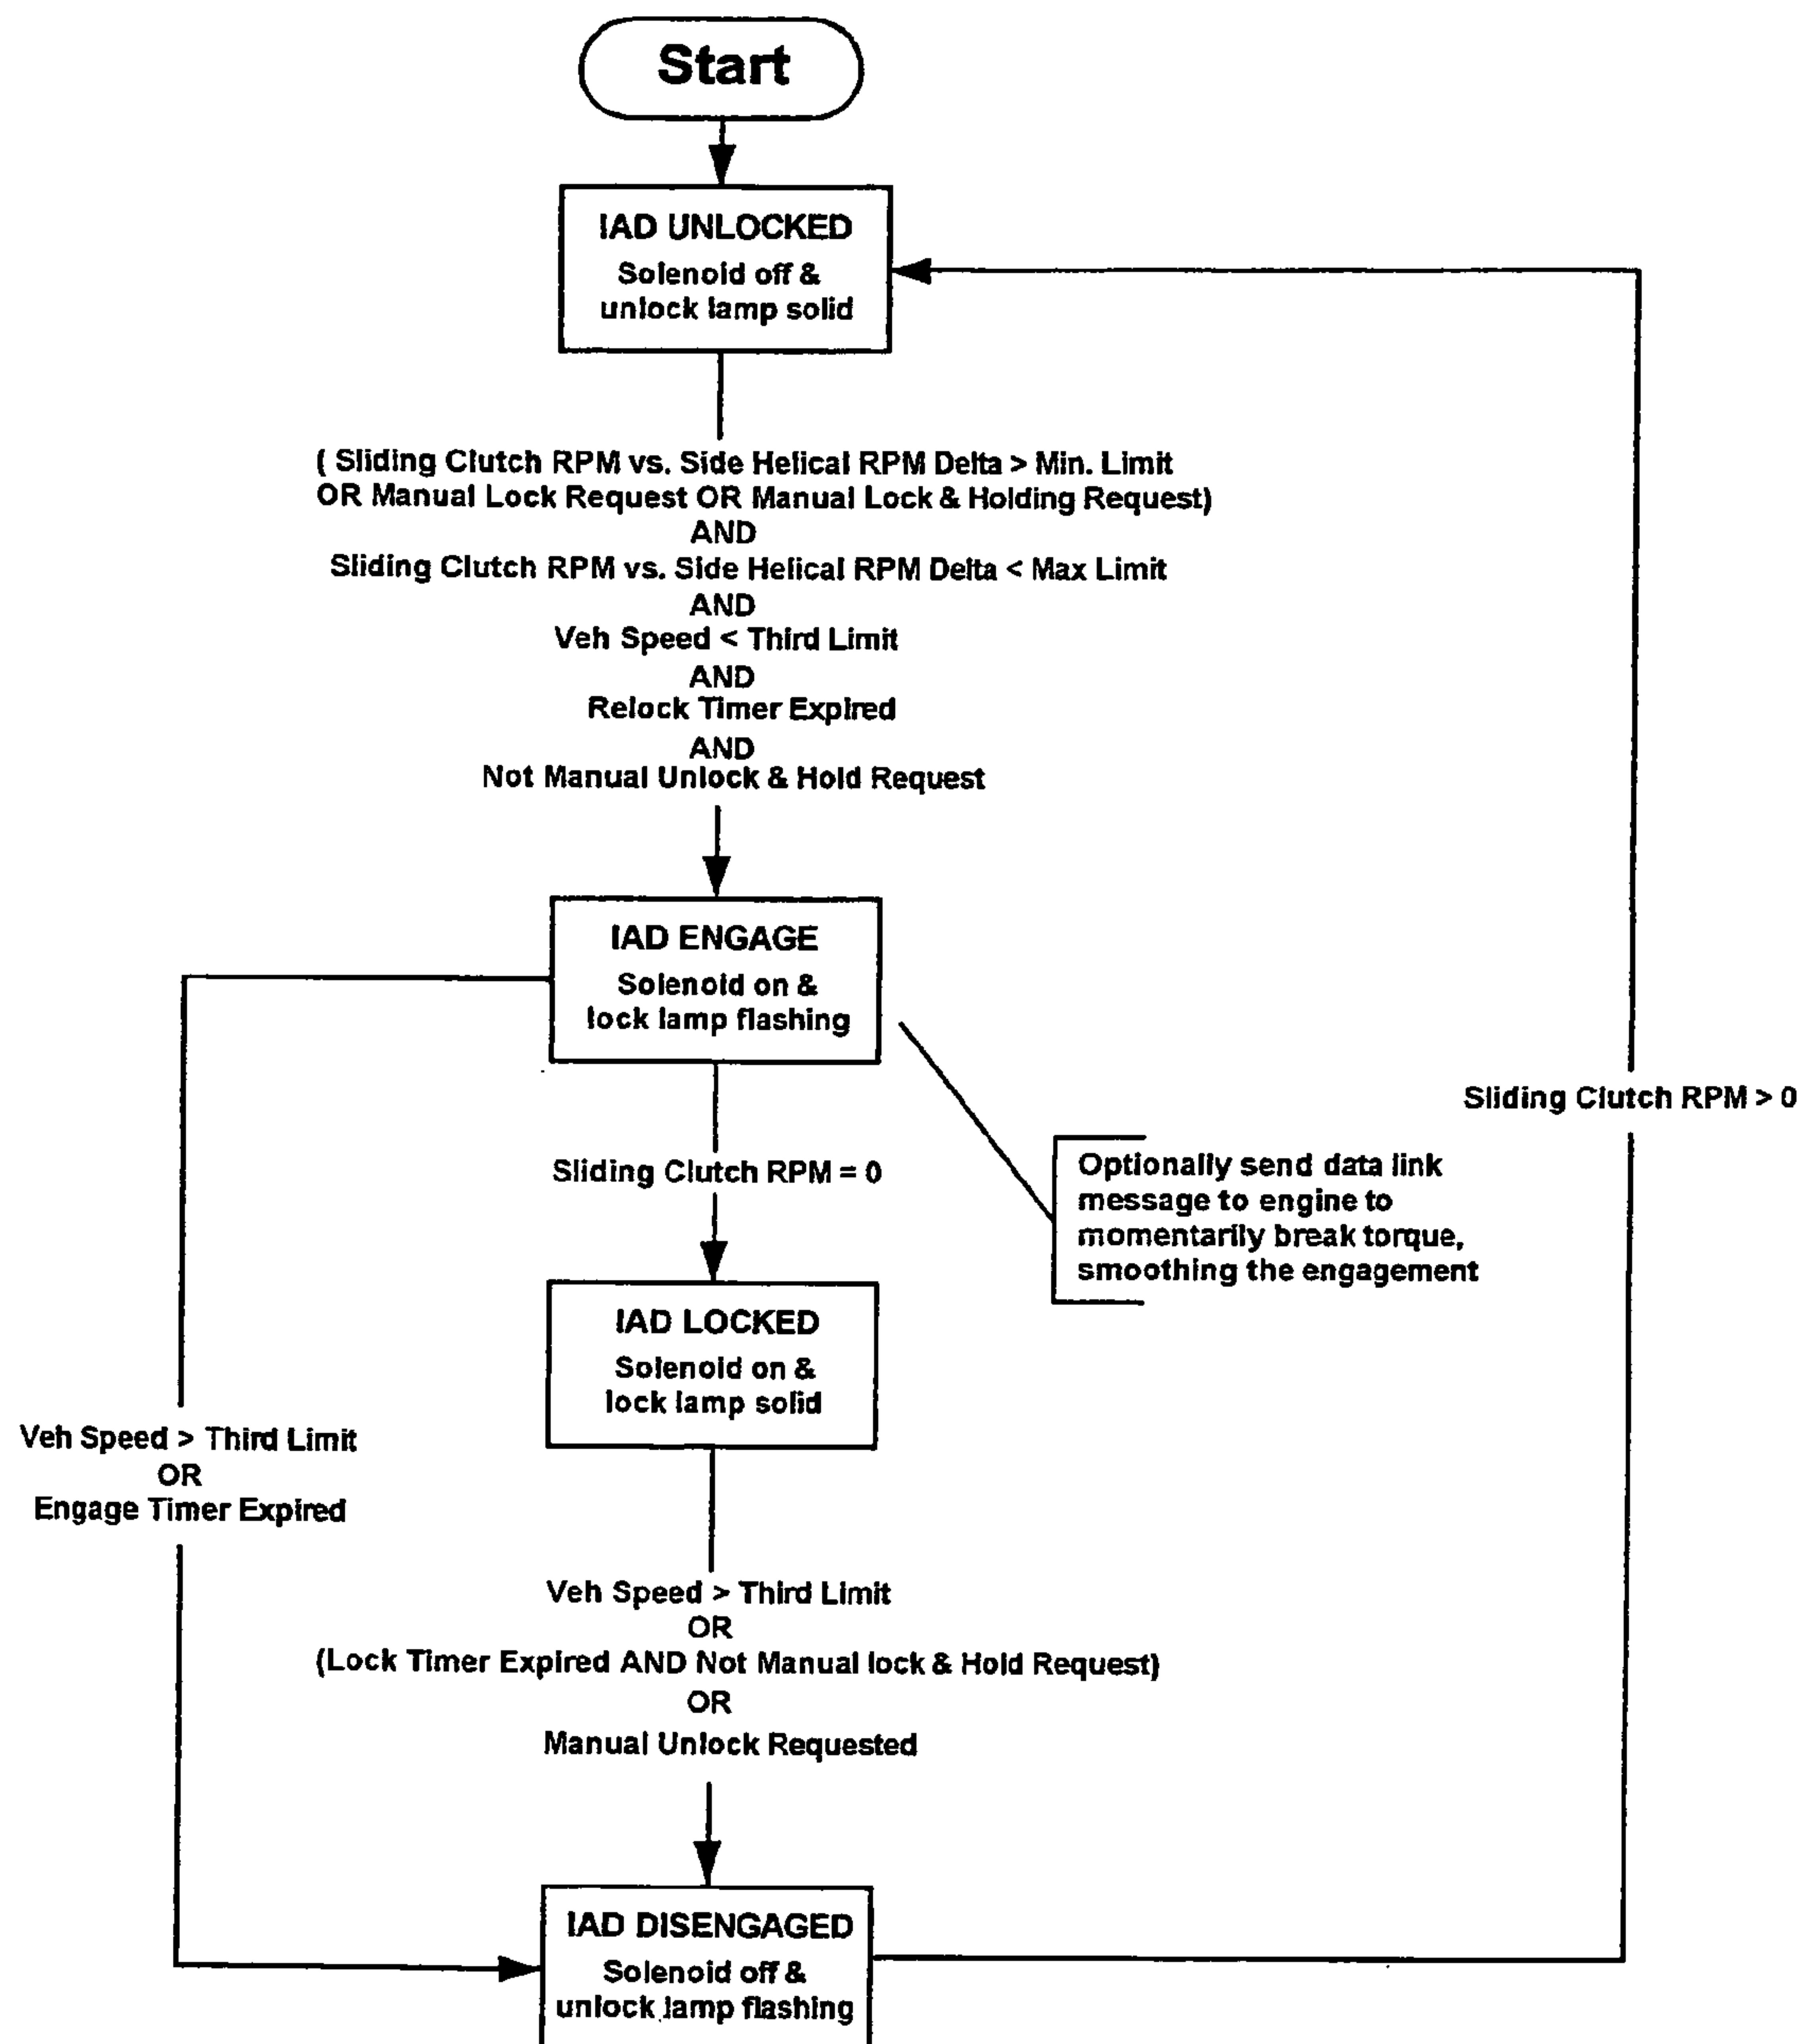 Start
IAD UNLOCKED
Solenoid off &
unlock lamp solid
( Sliding Clutch RPM vs. Side Helical RPM Delta > Min. Limit
OR Manual Lock Request OR Manual Lock & Holding Request)
AND
Sliding Clutch RPM vs. Side Helical RPM Delta < Max Limit
AND
Veh Speed < Third Limit
AND
Relock Timer Expired
AND
Not Manual Unlock & Hold Request
IAD ENGAGE
Solenoid on &
lock lamp flashing
Sliding Clutch RPM > 0
Optionally send data link
message to engine to
momentarily break torque,
smoothing the engagement
Sliding Clutch RPM = 0
IAD LOCKED
Solenoid on &
lock lamp solid
Veh Speed > Third Limit
OR
Engage Timer Expired
Veh Speed > Third Limit
OR
(Lock Timer Expired AND Not Manual lock & Hold Request)
OR
Manual Unlock Requested
IAD DISENGAGED
Solenoid off &
unlock lamp flashing